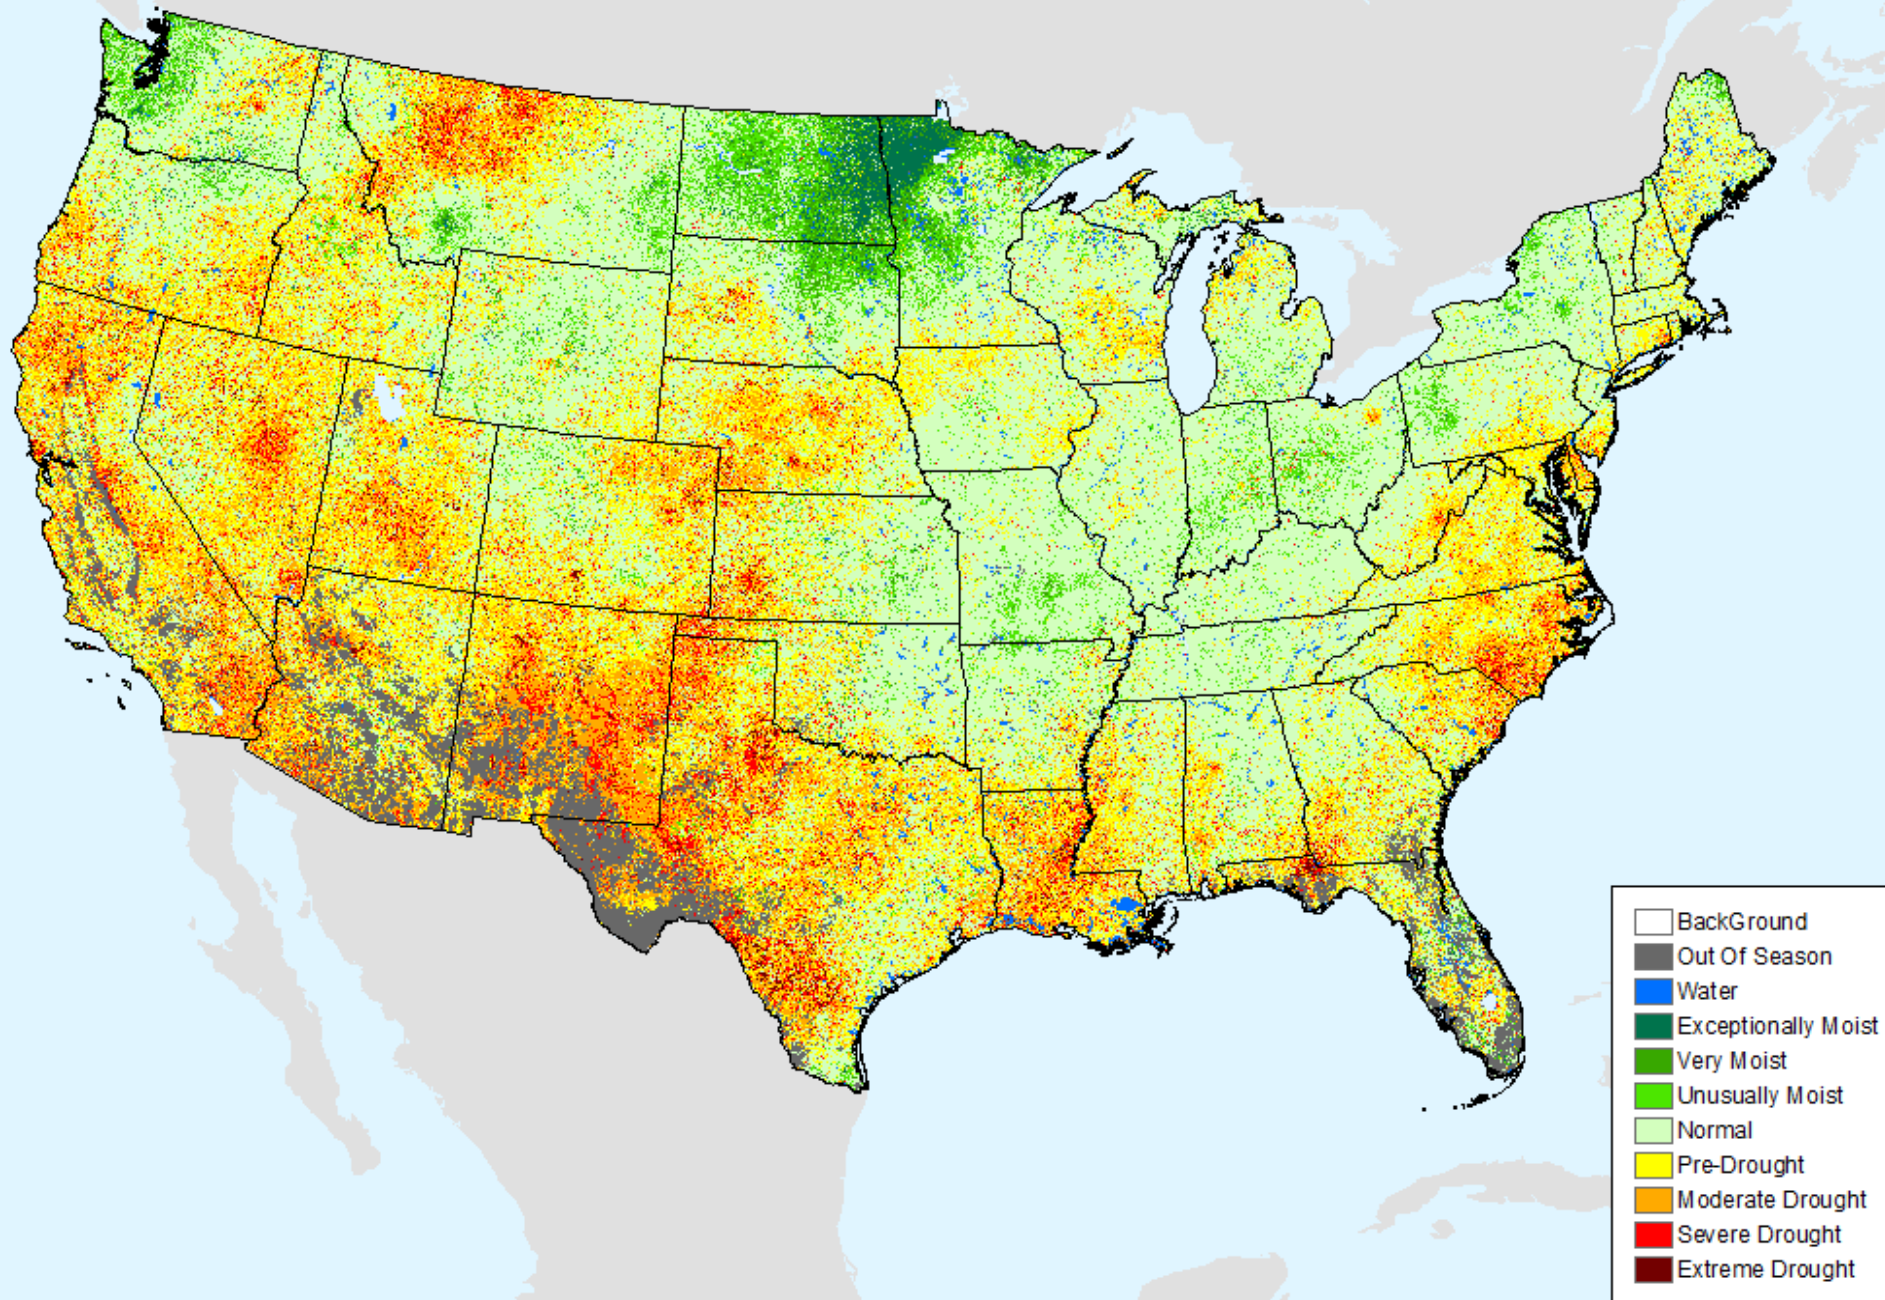 BackGround
Out Of Season
Water
Exceptionally Moist
Very Moist
Unusually Moist
Normal
Pre-Drought
Moderate Drought
Severe Drought
Extreme Drought